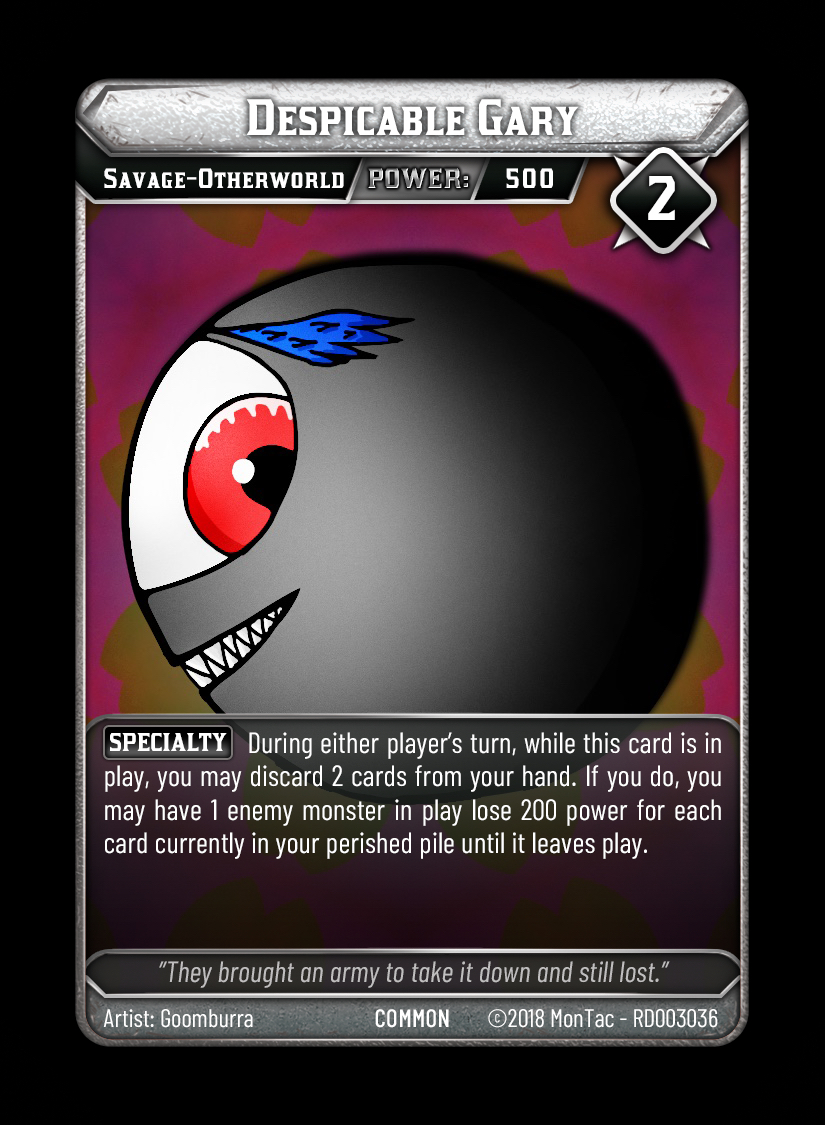 Despicable Gary
Savage-Otherworld POWER: 500
2
SPECIALTY During either player's turn, while this card is in
play, you may discard 2 cards from your hand. If you do, you
may have 1 enemy monster in play lose 200 power for each
card currently in your perished pile until it leaves play.
"They brought an army to take it down and still lost."
Artist: Goomburra COMMON ©2018 MonTac - RD003036